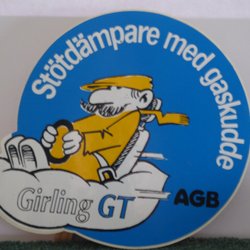 Stötdämpare med gaskudde
Girling GT
AGB